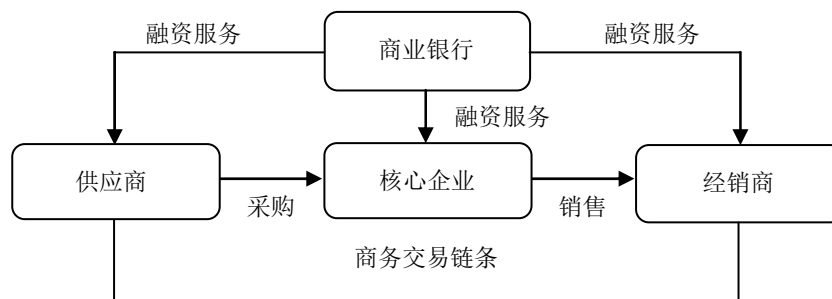 融资服务
商业银行
融资服务
融资服务
供应商
核心企业
经销商
采购
销售
商务交易链条